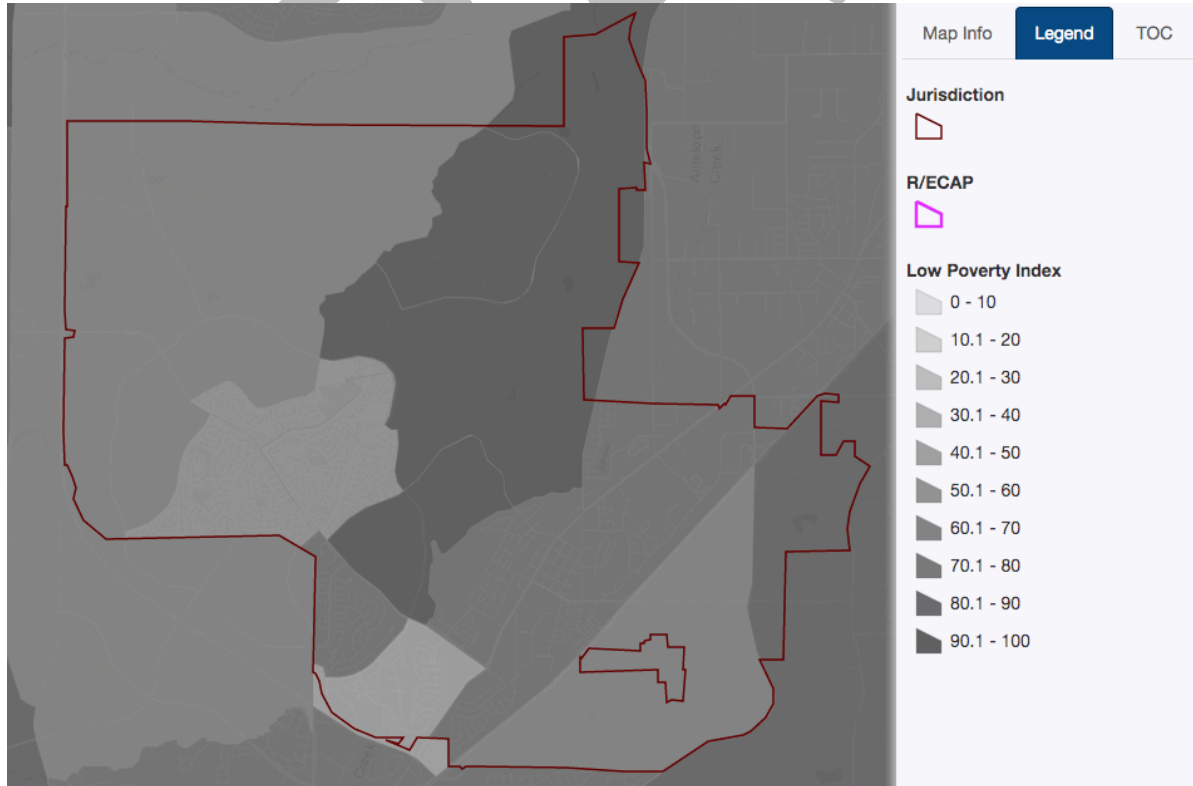 Map Info
Legend
TOC
Jurisdiction
R/ECAP
Low Poverty Index
0 - 10
10.1 - 20
20.1 - 30
30.1 - 40
40.1 - 50
50.1 - 60
60.1 - 70
70.1 - 80
80.1 - 90
90.1 - 100
Antelope
Creek